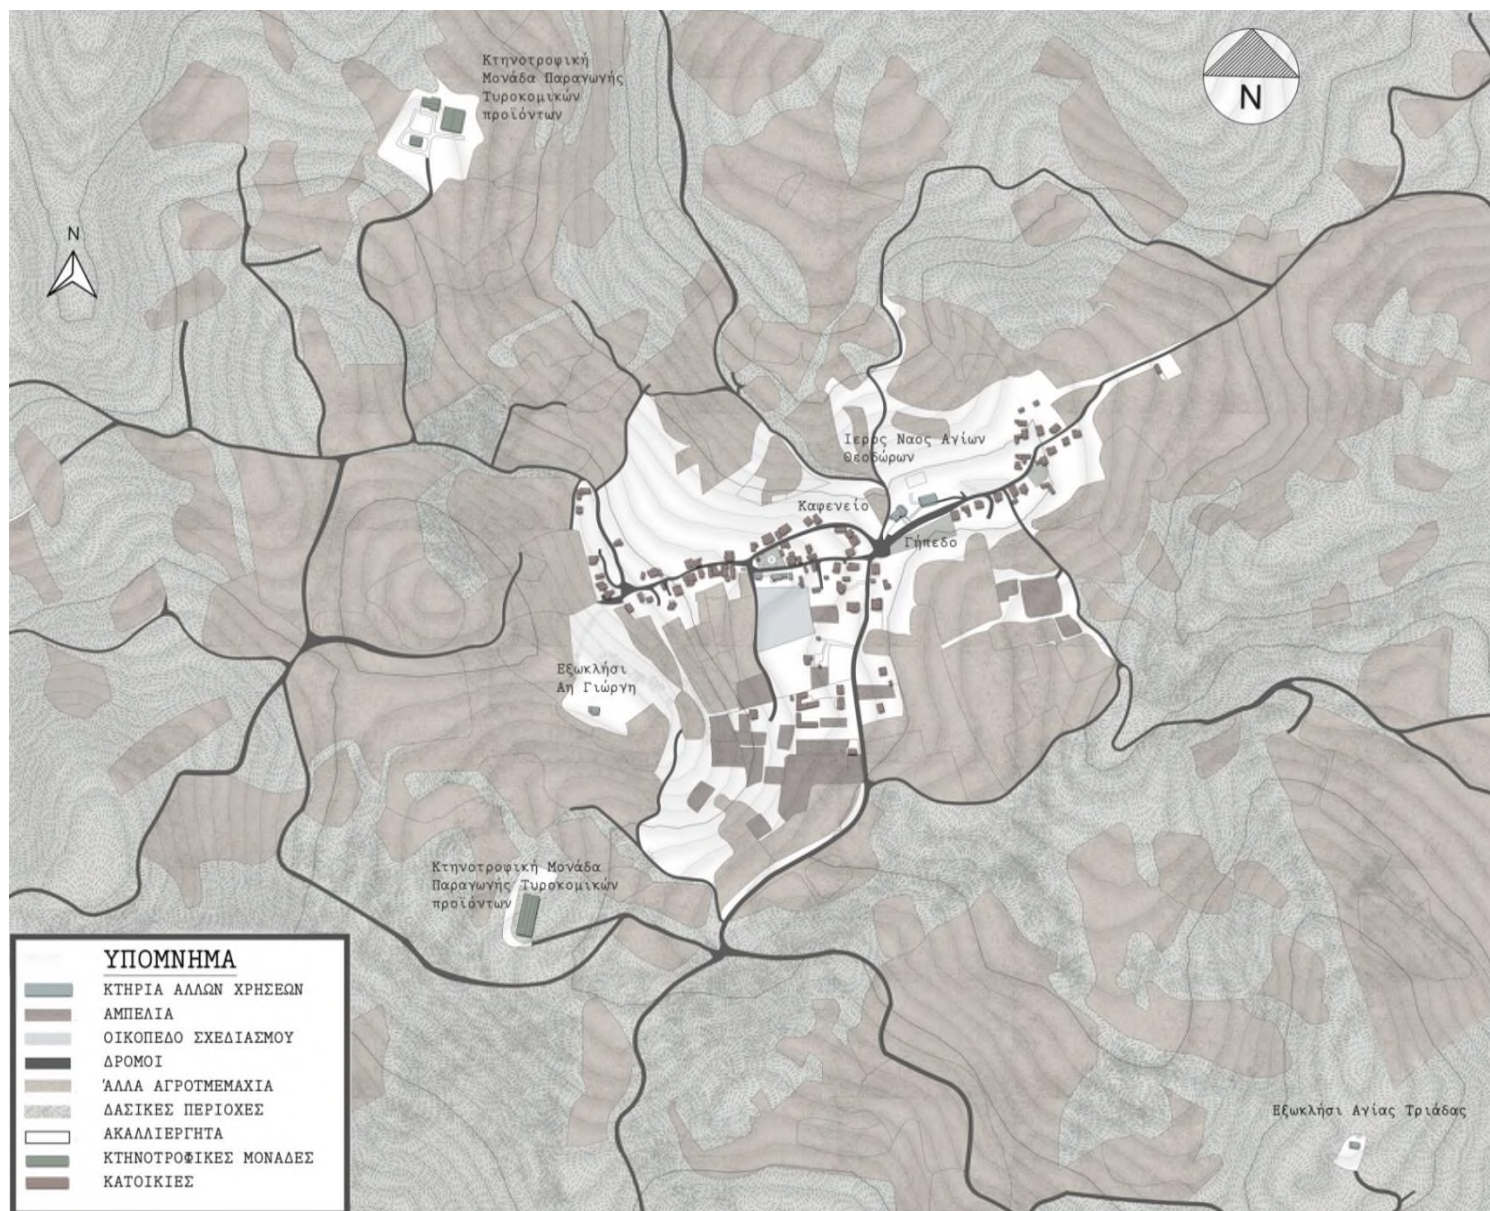 Κτηνοτροφική
Μονάδα Παραγωγής
Τυροκομικών
προϊόντων
N
N
Ιερός Ναος Αγίων
Θεοδώρων
Καφενείο
Γήπεδο
Εξωκλήσι
Αη Γιώργη
Κτηνοτροφική Μονάδα
Παραγωγής Τυροκομικών
προϊόντων
ΥΠΟΜΝΗΜΑ
ΚΤΗΡΙΑ ΑΛΛΩΝ ΧΡΗΣΕΩΝ
ΑΜΠΕΛΙΑ
ΟΙΚΟΠΕΔΟ ΣΧΕΔΙΑΣΜΟΥ
ΔΡΟΜΟΙ
ΆΛΛΑ ΑΓΡΟΤΜΕΜΑΧΙΑ
ΔΑΣΙΚΕΣ ΠΕΡΙΟΧΕΣ
ΑΚΑΛΛΙΕΡΓΗΤΑ
ΚΤΗΝΟΤΡΟΦΙΚΕΣ ΜΟΝΑΔΕΣ
ΚΑΤΟΙΚΙΕΣ
Εξωκλήσι Αγίας Τριάδας